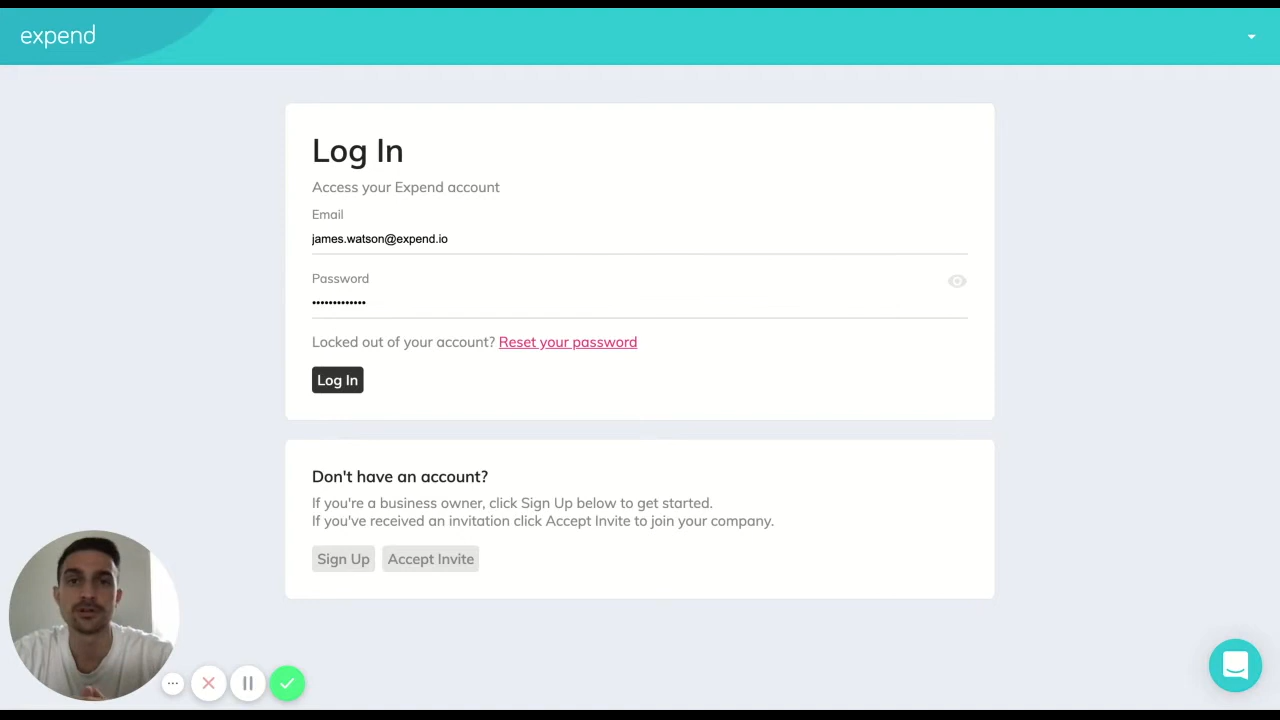 expend
Log In
Access your Expend account
Email
james.watson@expend.io
Password
•••••••••••••
Locked out of your account? Reset your password
Log In
Don't have an account?
If you're a business owner, click Sign Up below to get started.
If you've received an invitation click Accept Invite to join your company.
Sign Up Accept Invite